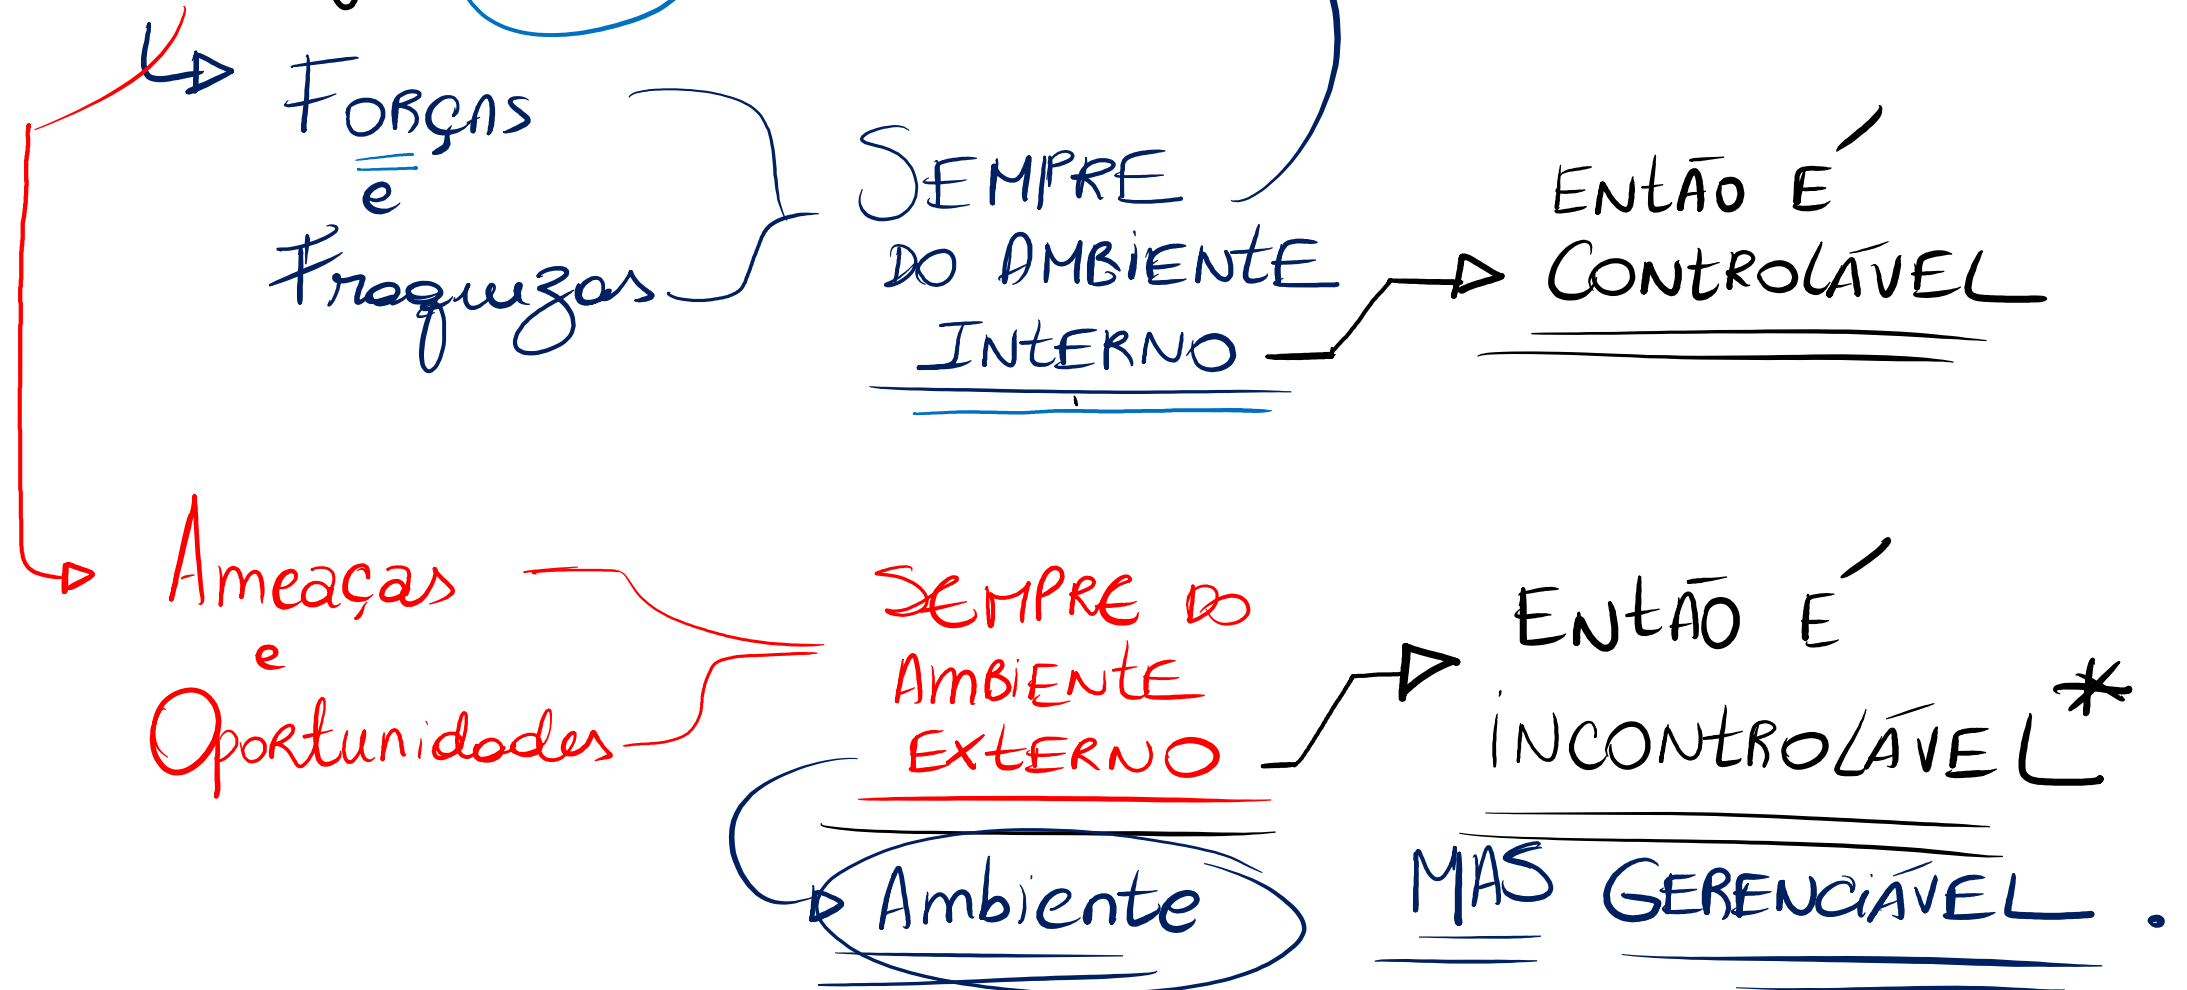 Forças
e
Fraquezas
SEMPRE
DO AMBIENTE
INTERNO
ENTÃO É
CONTROLÁVEL
Ameaças
e
Oportunidades
SEMPRE DO
AMBIENTE
EXTERNO
ENTÃO É
INCONTROLÁVEL*
Ambiente
MAS GERENCIÁVEL.